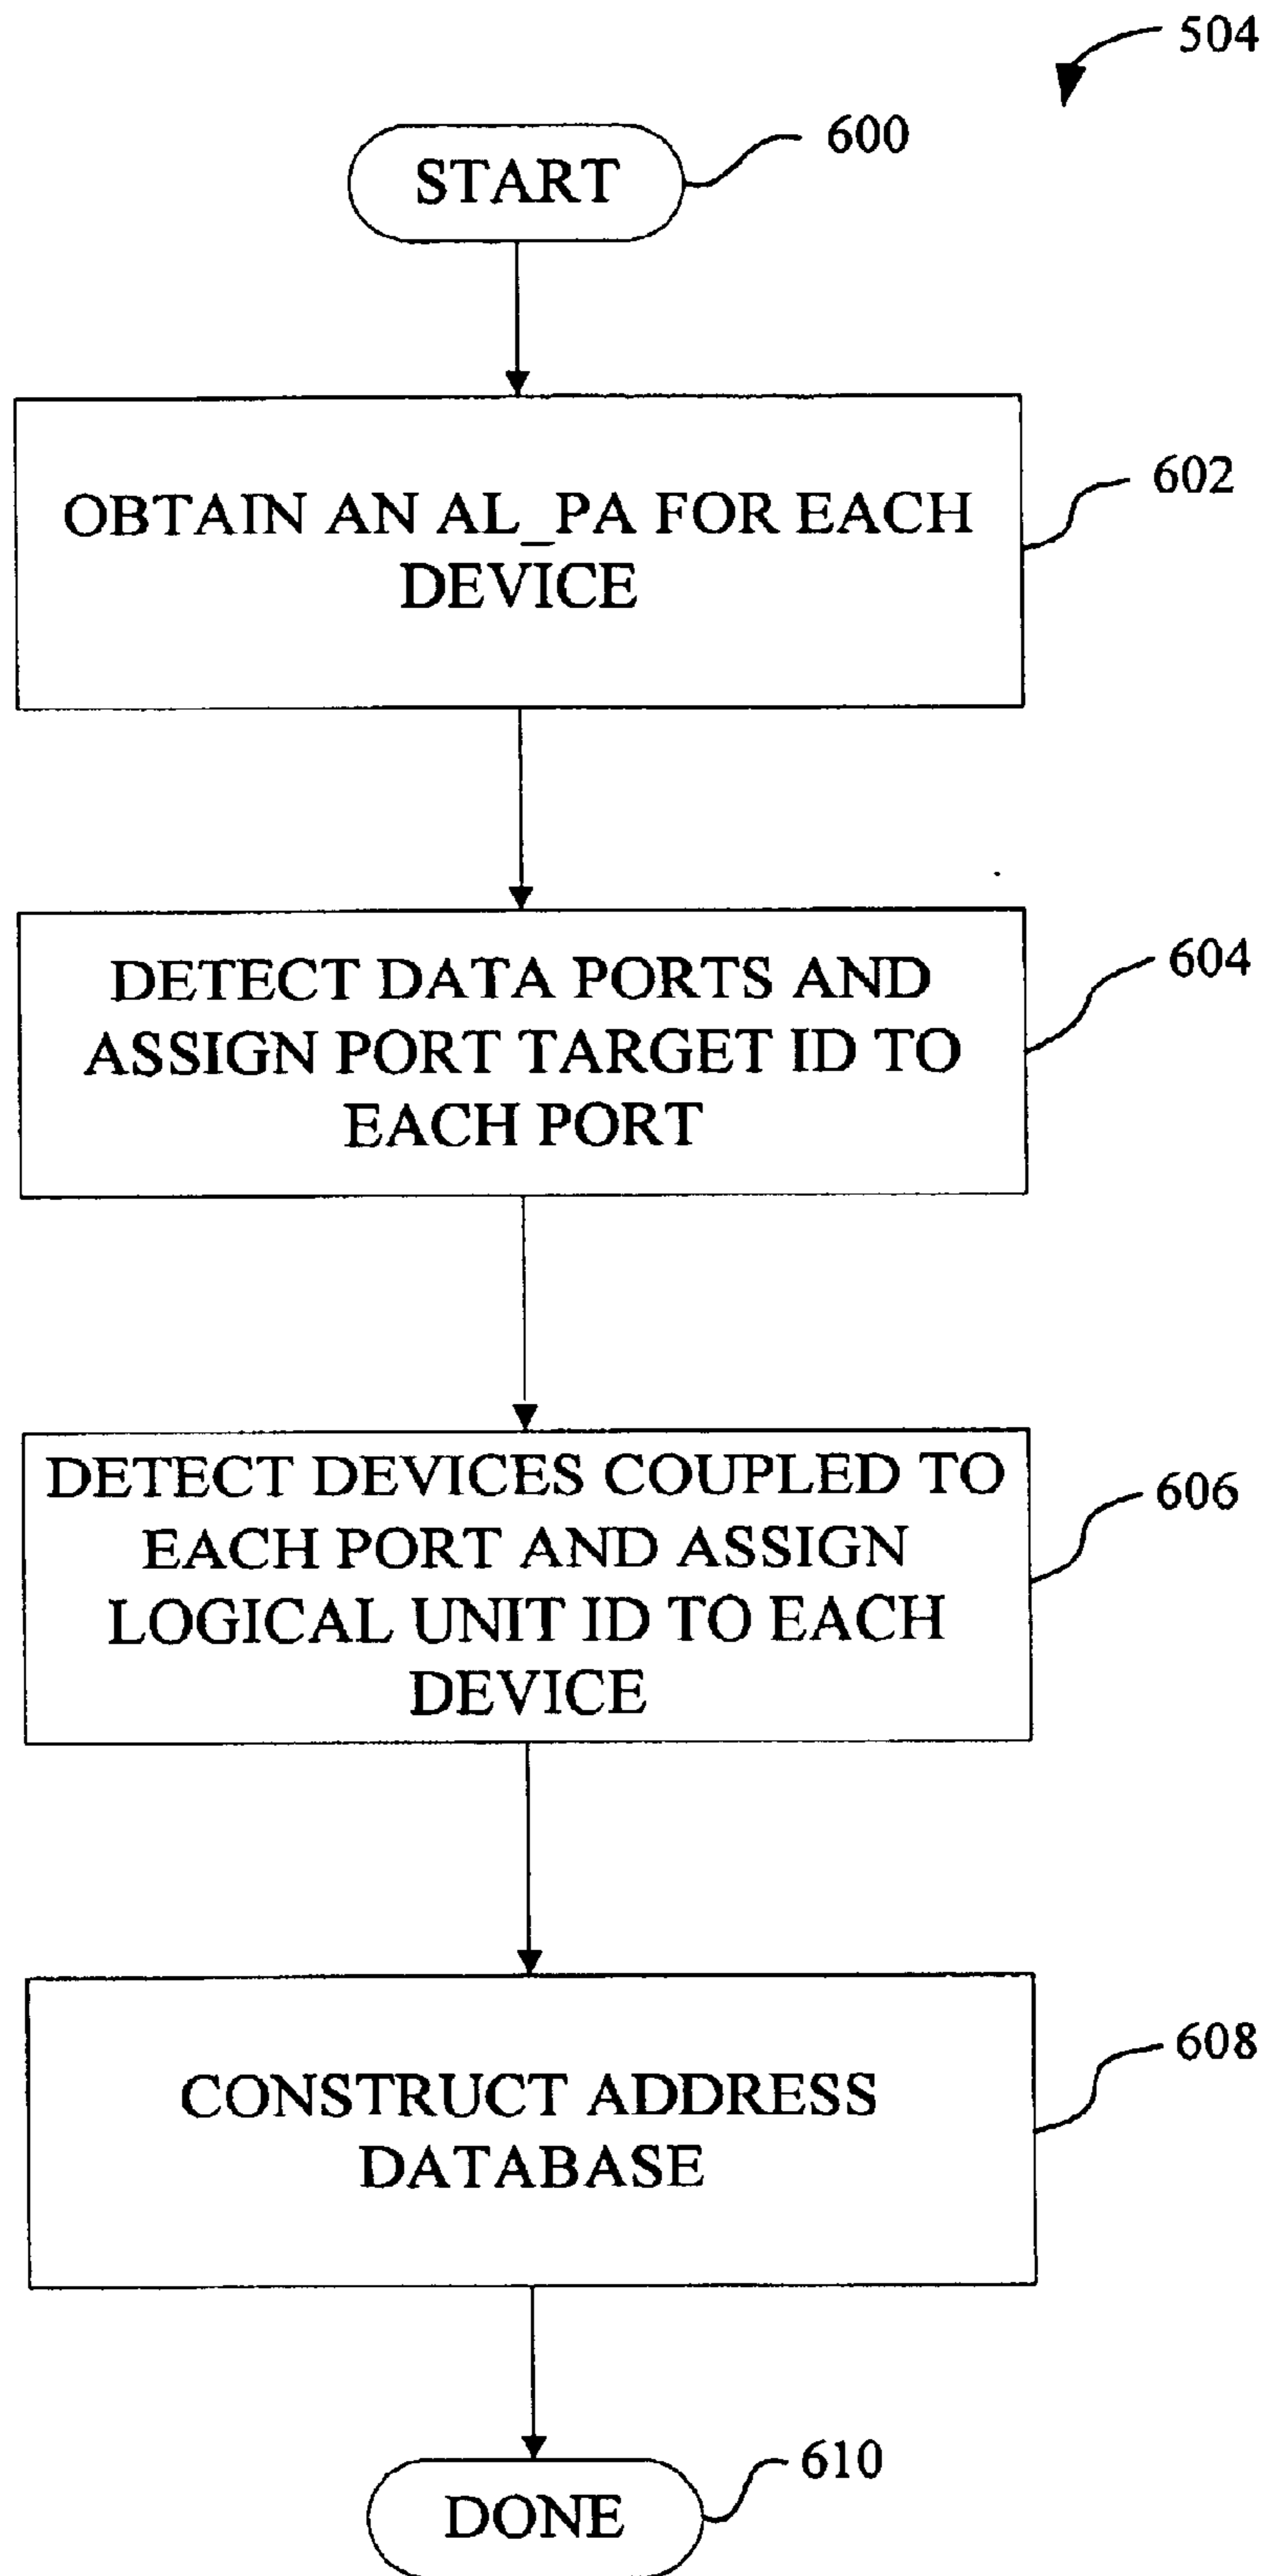 504
START
600
OBTAIN AN AL_PA FOR EACH
DEVICE
602
DETECT DATA PORTS AND
ASSIGN PORT TARGET ID TO
EACH PORT
604
DETECT DEVICES COUPLED TO
EACH PORT AND ASSIGN
LOGICAL UNIT ID TO EACH
DEVICE
606
CONSTRUCT ADDRESS
DATABASE
608
DONE
610